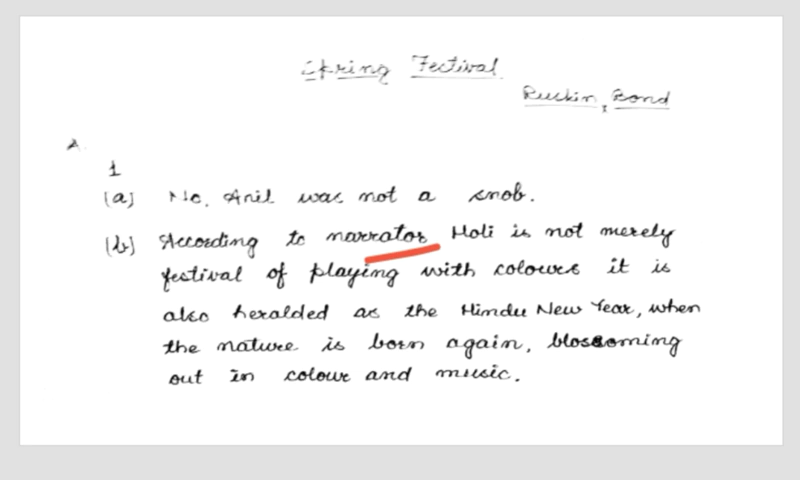 Spring Festival
Ruskin Bond
A.
1
(a) No, Anil was not a snob.
(b) According to narrator Holi is not merely
festival of playing with colours it is
also heralded as the Hindu New Year, when
the nature is born again, blossoming
out in colour and music.